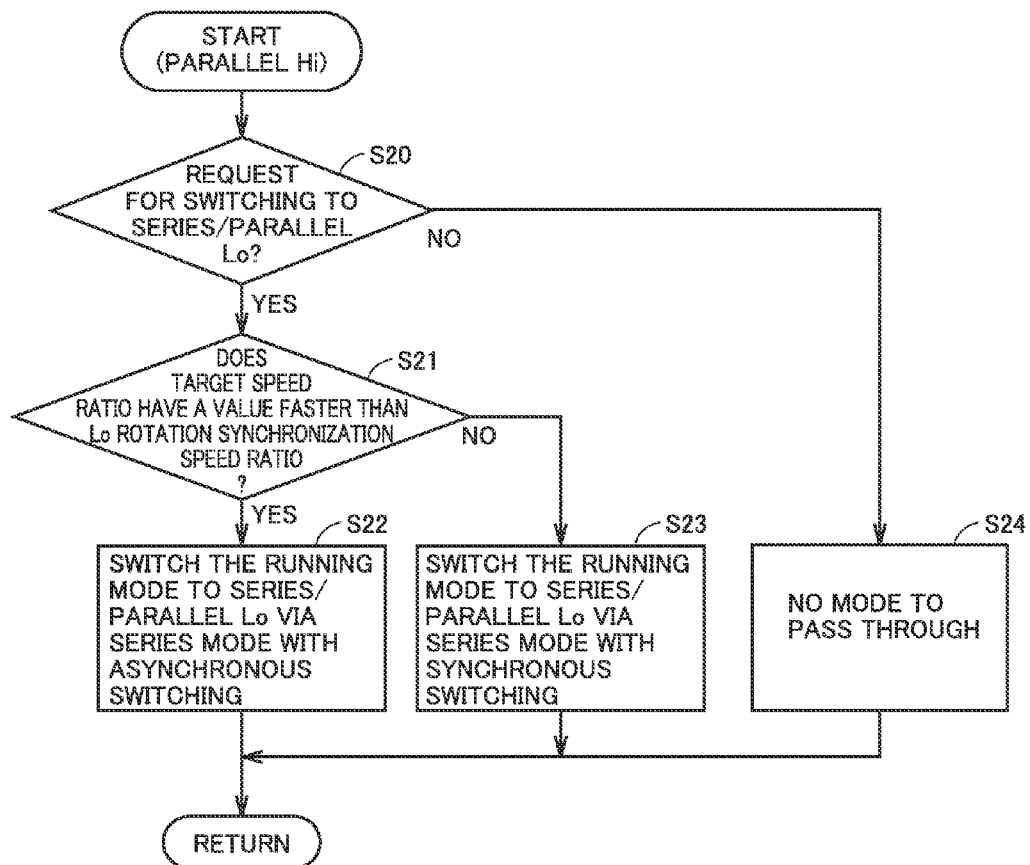 START
(PARALLEL Hi)
S20
REQUEST
FOR SWITCHING TO
SERIES/PARALLEL
Lo?
NO
YES
S21
DOES
TARGET SPEED
RATIO HAVE A VALUE FASTER THAN
Lo ROTATION SYNCHRONIZATION
SPEED RATIO
?
NO
YES
S22
SWITCH THE RUNNING
MODE TO SERIES/
PARALLEL Lo VIA
SERIES MODE WITH
ASYNCHRONOUS
SWITCHING
S23
SWITCH THE RUNNING
MODE TO SERIES/
PARALLEL Lo VIA
SERIES MODE WITH
SYNCHRONOUS
SWITCHING
S24
NO MODE TO
PASS THROUGH
RETURN